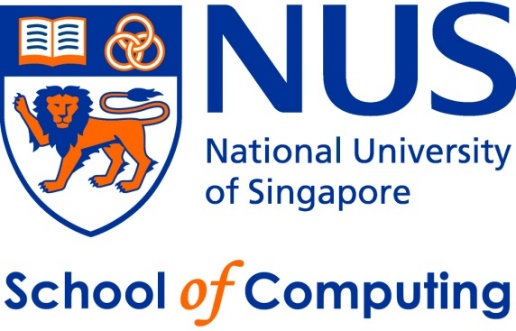 NUS
National University
of Singapore
School of Computing